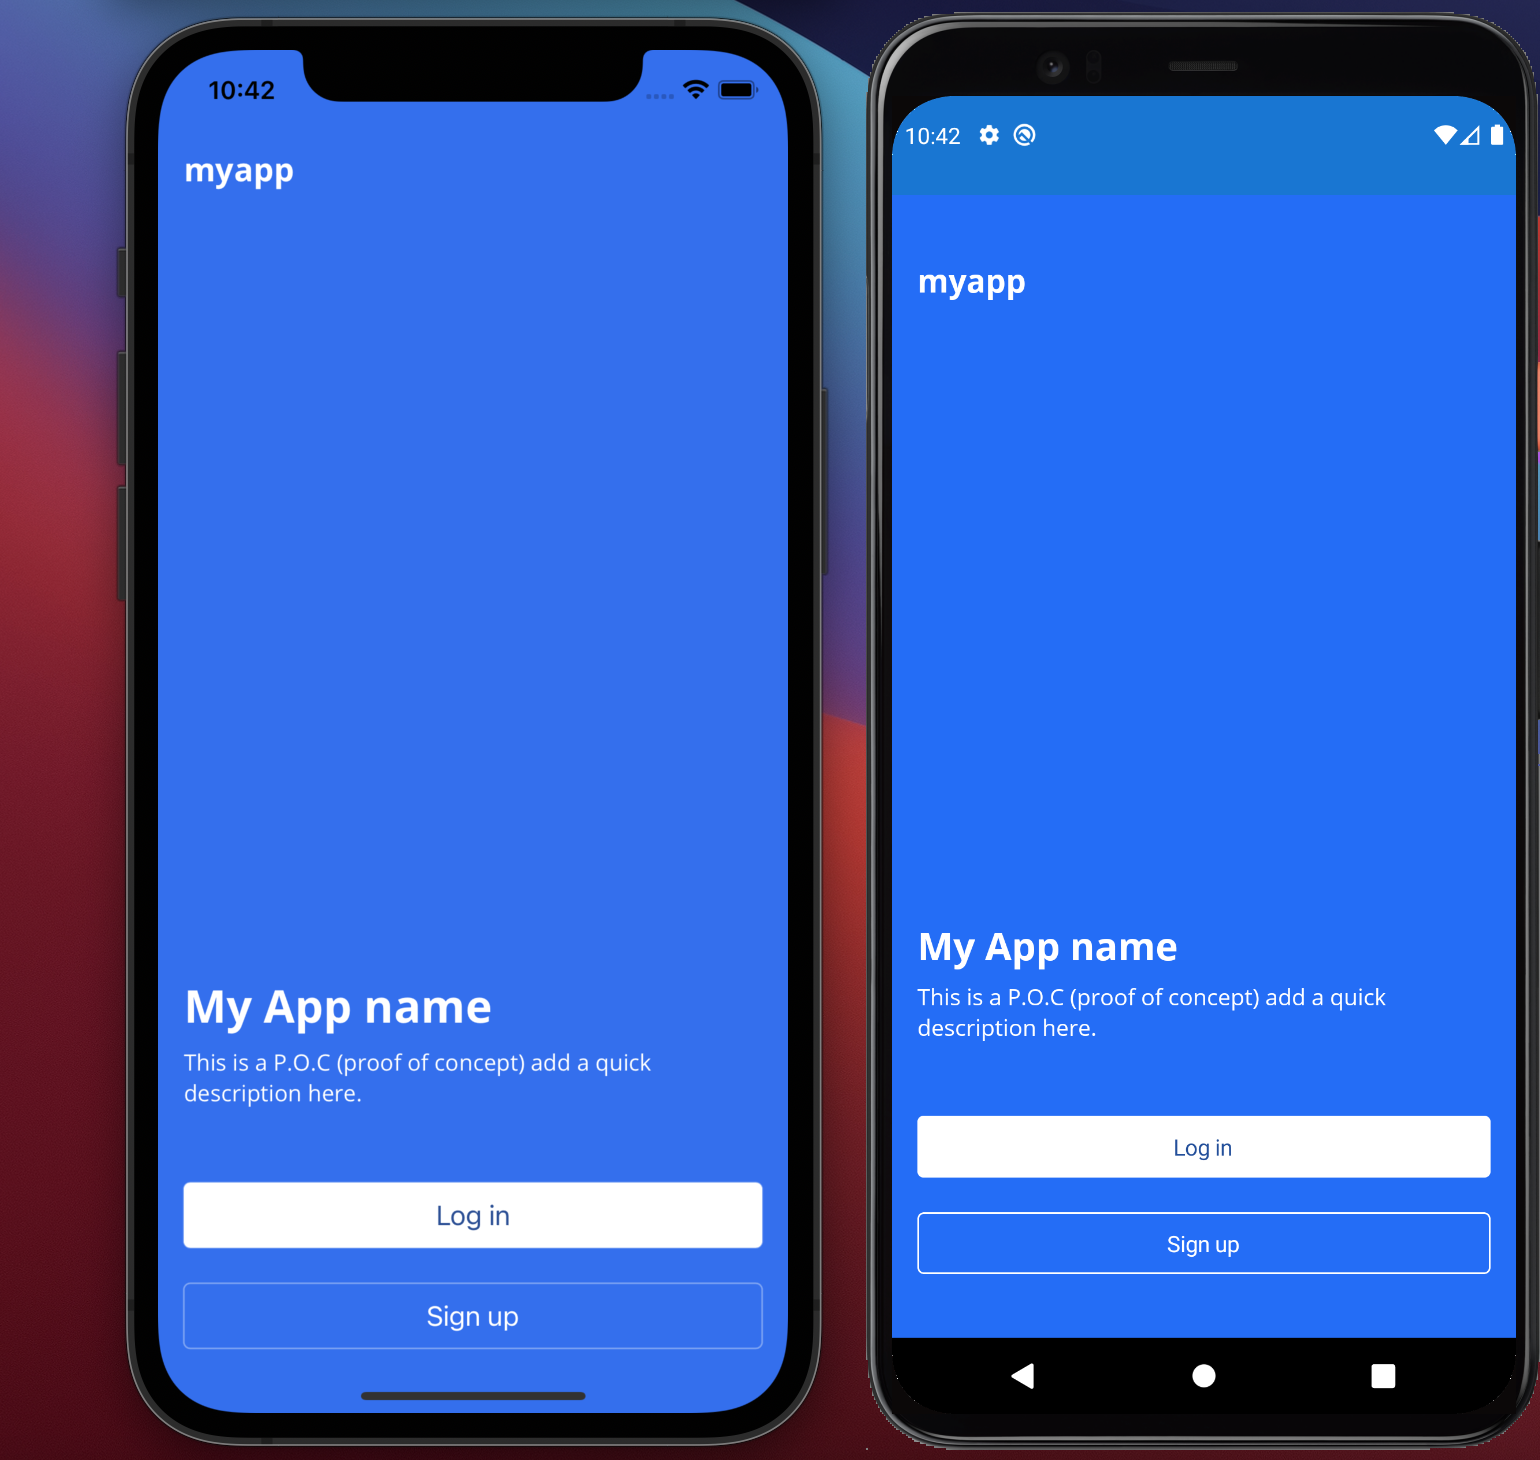 10:42
myapp
My App name
This is a P.O.C (proof of concept) add a quick
description here.
Log in
Sign up
10:42
myapp
My App name
This is a P.O.C (proof of concept) add a quick
description here.
Log in
Sign up